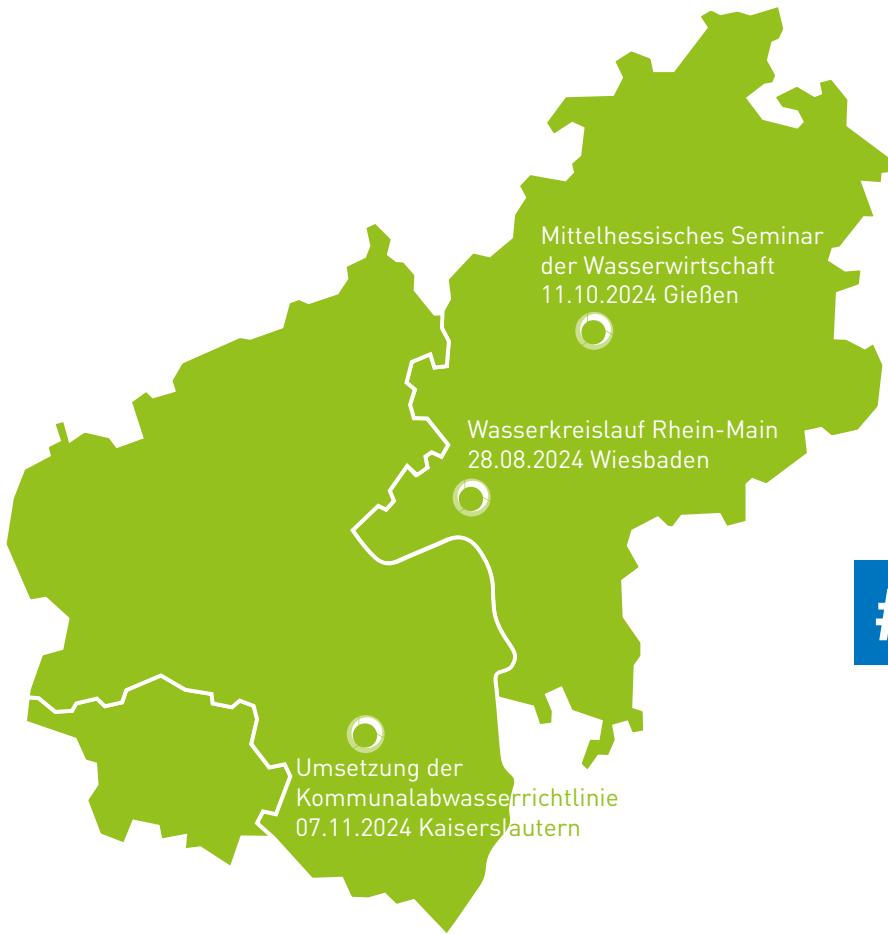 Mittelhessisches Seminar
der Wasserwirtschaft
11.10.2024 Gießen
Wasserkreislauf Rhein-Main
28.08.2024 Wiesbaden
#
Umsetzung der
Kommunalabwasserrichtlinie
07.11.2024 Kaiserslautern